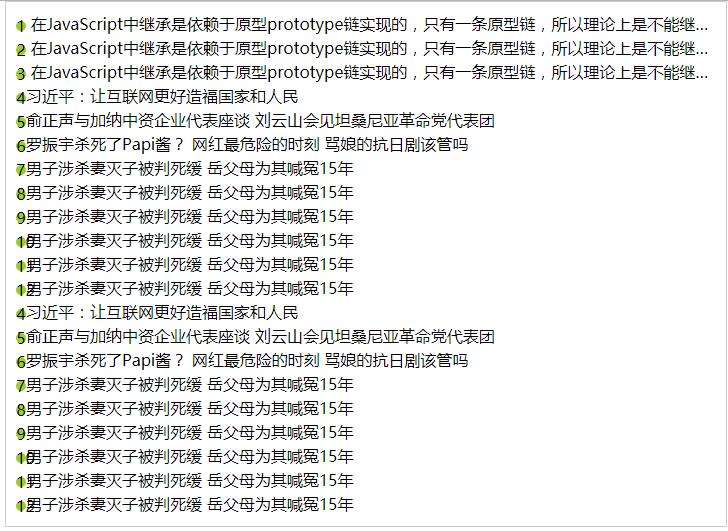 1 在JavaScript中继承是依赖于原型prototype链实现的，只有一条原型链，所以理论上是不能继...
2 在JavaScript中继承是依赖于原型prototype链实现的，只有一条原型链，所以理论上是不能继...
3 在JavaScript中继承是依赖于原型prototype链实现的，只有一条原型链，所以理论上是不能继...
4习近平：让互联网更好造福国家和人民
5俞正声与加纳中资企业代表座谈 刘云山会见坦桑尼亚革命党代表团
6罗振宇杀死了Papi酱？ 网红最危险的时刻 骂娘的抗日剧该管吗
7男子涉杀妻灭子被判死缓 岳父母为其喊冤15年
8男子涉杀妻灭子被判死缓 岳父母为其喊冤15年
9男子涉杀妻灭子被判死缓 岳父母为其喊冤15年
10男子涉杀妻灭子被判死缓 岳父母为其喊冤15年
11男子涉杀妻灭子被判死缓 岳父母为其喊冤15年
12男子涉杀妻灭子被判死缓 岳父母为其喊冤15年
4习近平：让互联网更好造福国家和人民
5俞正声与加纳中资企业代表座谈 刘云山会见坦桑尼亚革命党代表团
6罗振宇杀死了Papi酱？ 网红最危险的时刻 骂娘的抗日剧该管吗
7男子涉杀妻灭子被判死缓 岳父母为其喊冤15年
8男子涉杀妻灭子被判死缓 岳父母为其喊冤15年
9男子涉杀妻灭子被判死缓 岳父母为其喊冤15年
10男子涉杀妻灭子被判死缓 岳父母为其喊冤15年
11男子涉杀妻灭子被判死缓 岳父母为其喊冤15年
12男子涉杀妻灭子被判死缓 岳父母为其喊冤15年